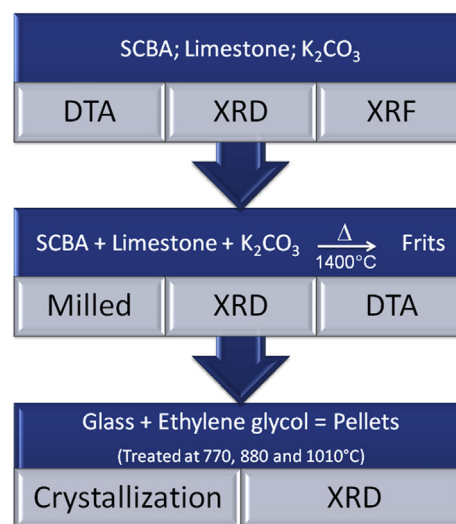 SCBA; Limestone; K₂CO₃
DTA XRD XRF
SCBA + Limestone + K₂CO₃ Δ → 1400°C Frits
Milled XRD DTA
Glass + Ethylene glycol = Pellets
(Treated at 770, 880 and 1010°C)
Crystallization XRD